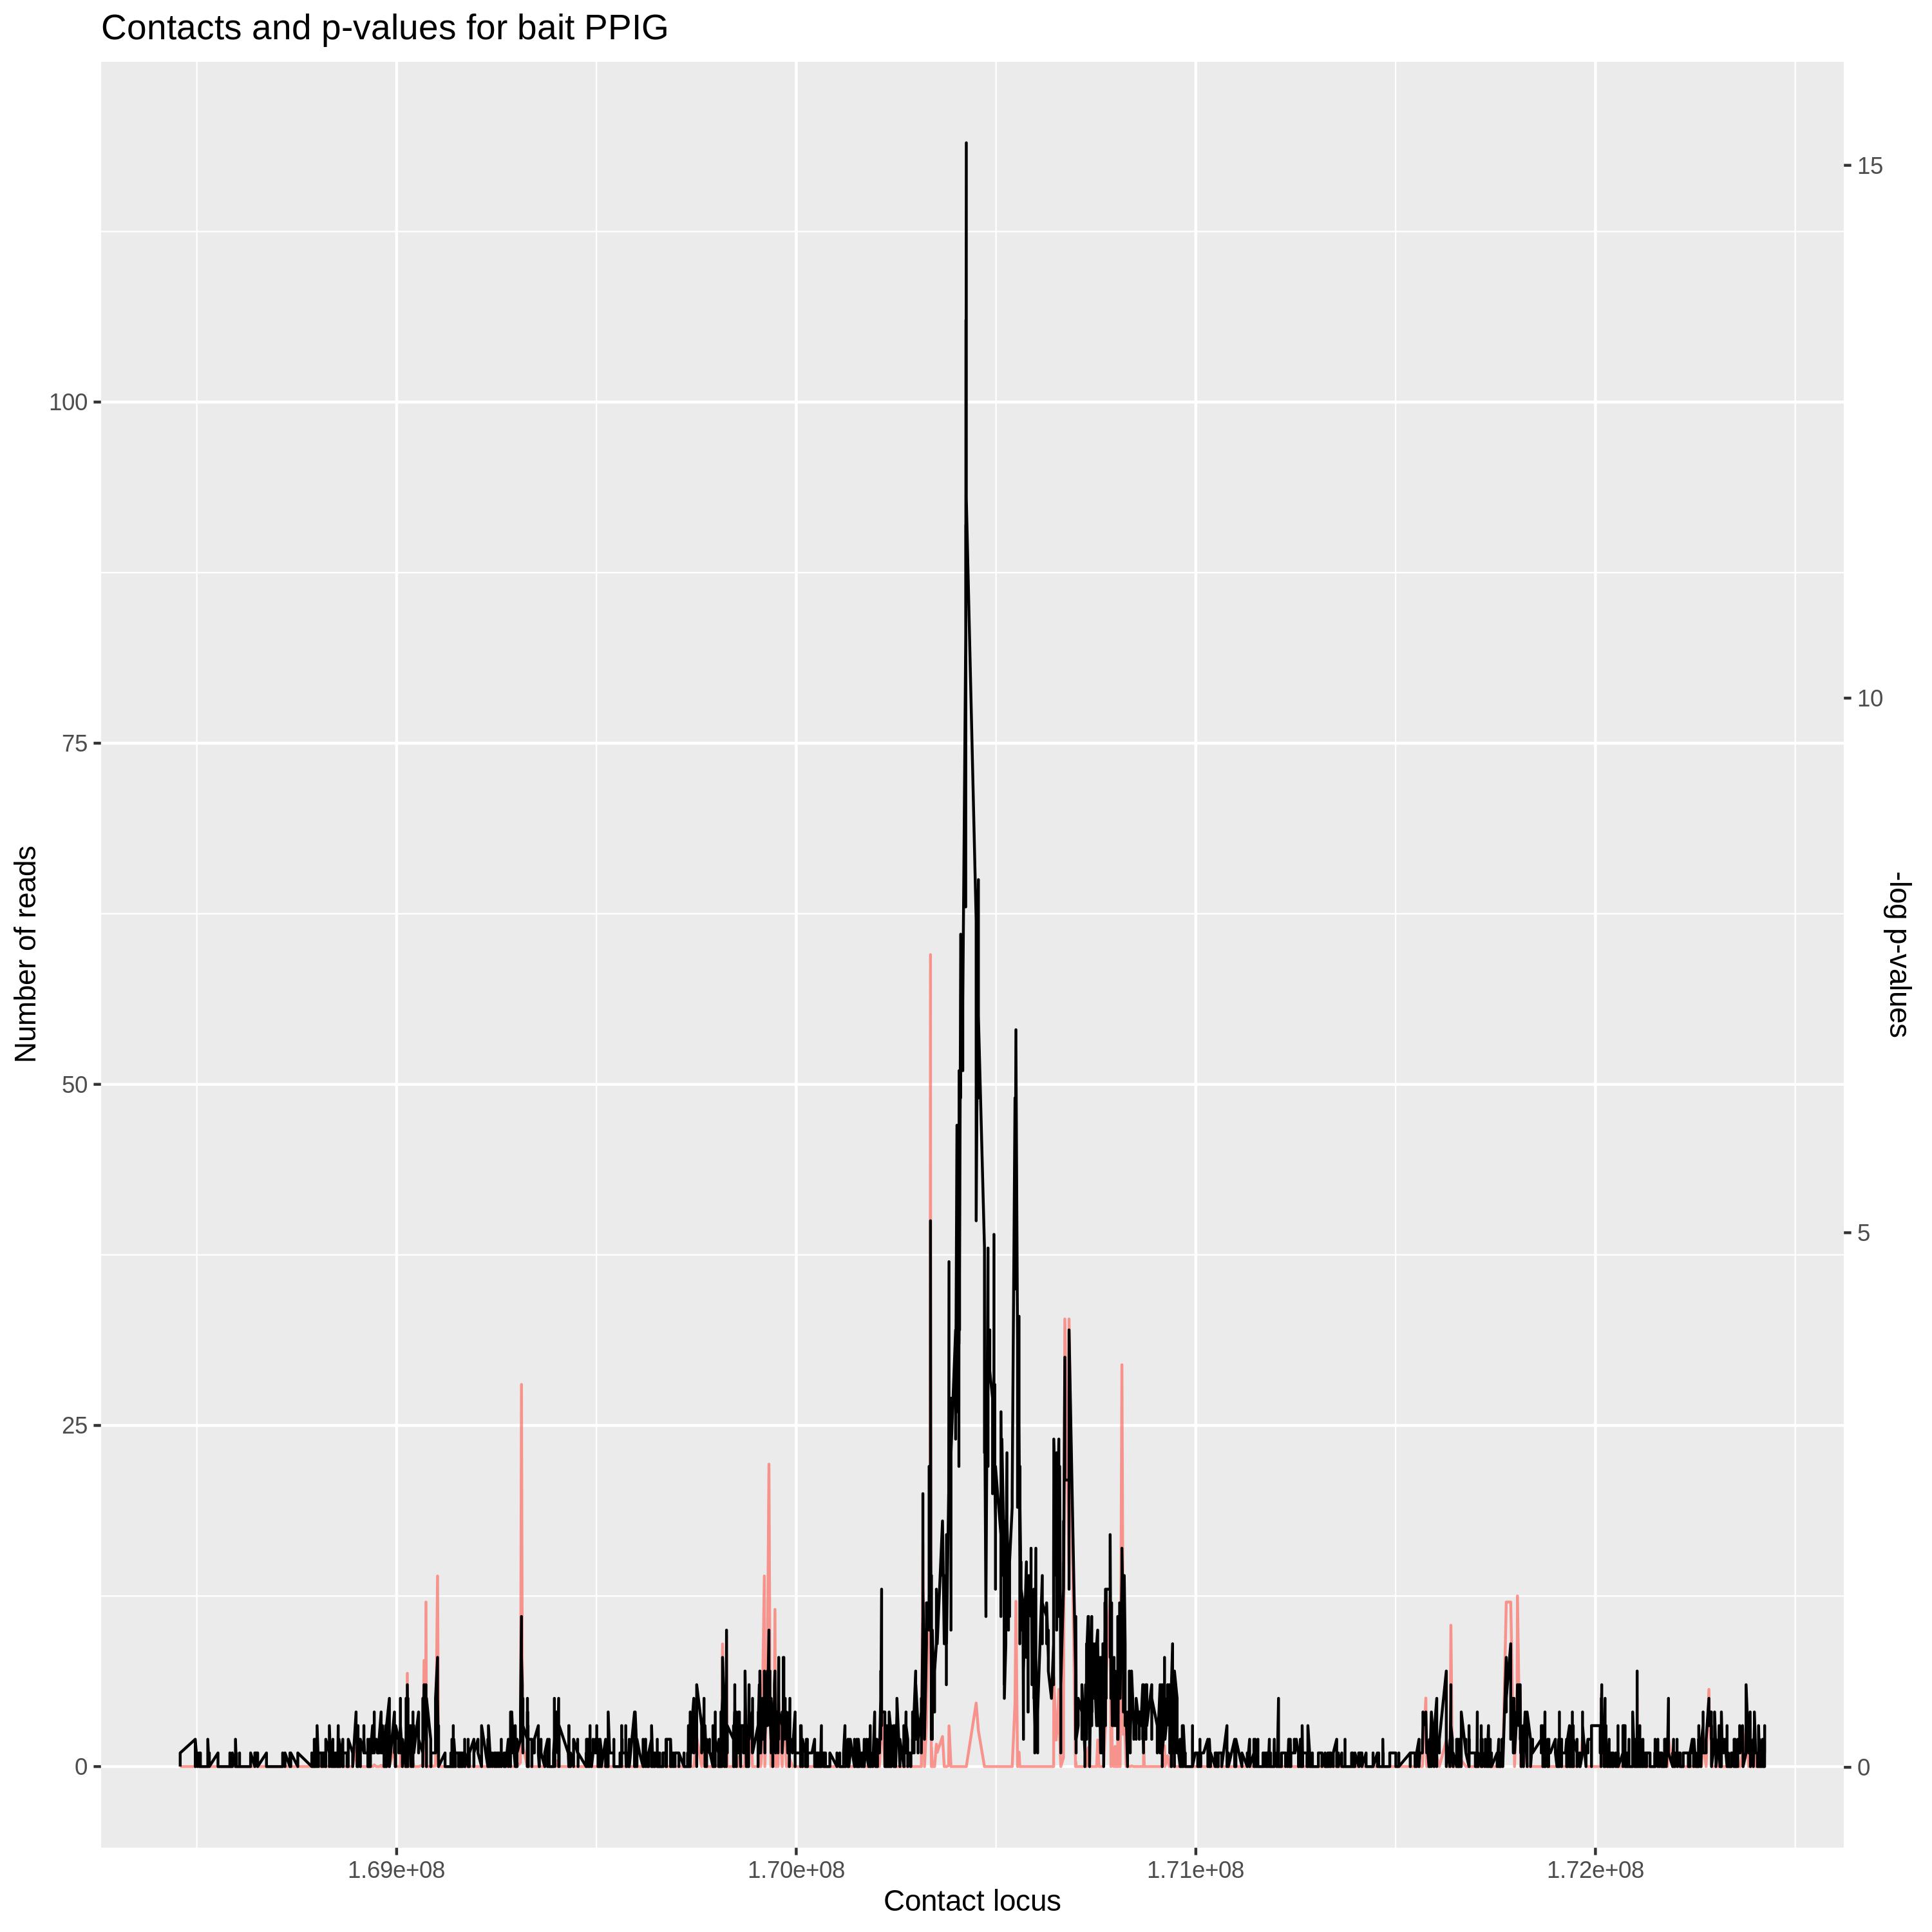 Contacts and p-values for bait PPIG
100
75
50
25
0
Number of reads
15
10
5
0
-log p-values
1.69e+08
1.70e+08
1.71e+08
1.72e+08
Contact locus